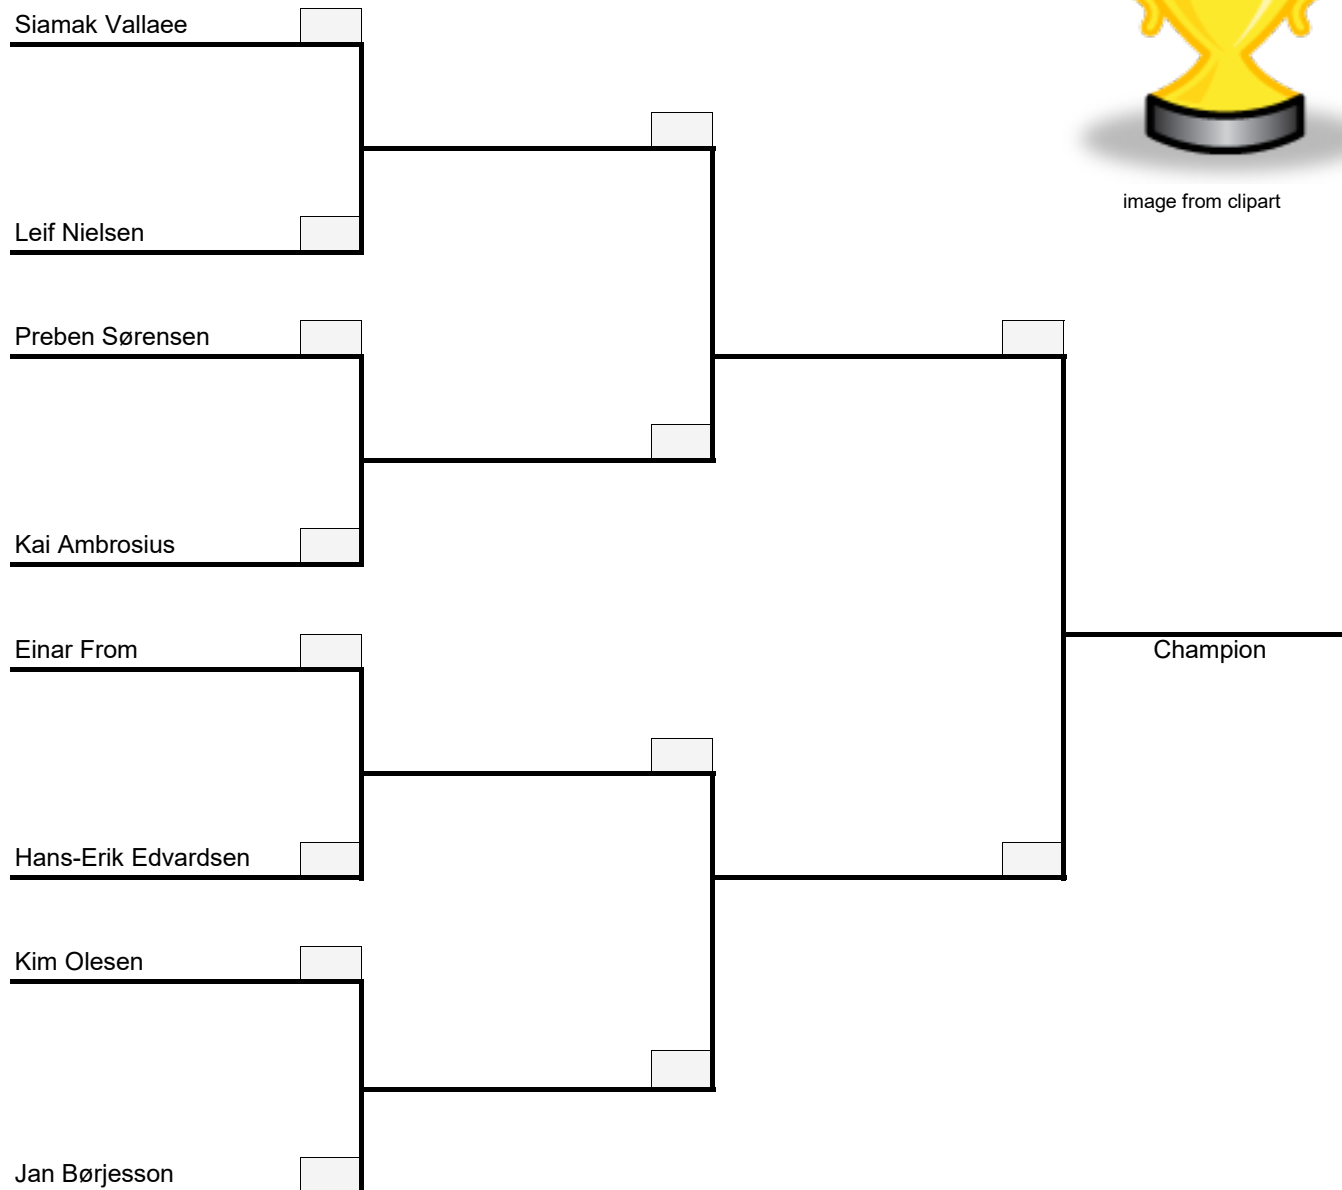 Siamak Vallaee
image from clipart
Leif Nielsen
Preben Sørensen
Kai Ambrosius
Einar From
Champion
Hans-Erik Edvardsen
Kim Olesen
Jan Børjesson